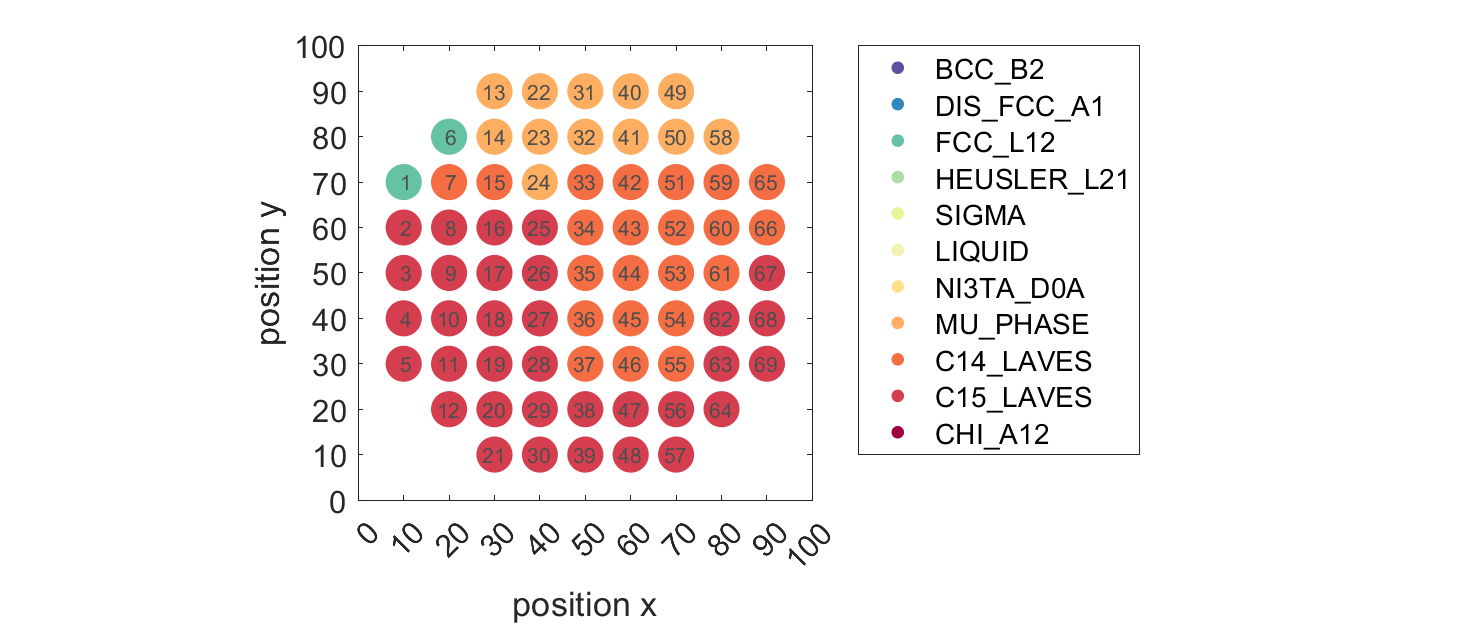 100
90
80
70
60
50
40
30
20
10
0
position y
13 22 31 40 49
6 14 23 32 41 50 58
1 7 15 24 33 42 51 59 65
2 8 16 25 34 43 52 60 66
3 9 17 26 35 44 53 61 67
4 10 18 27 36 45 54 62 68
5 11 19 28 37 46 55 63 69
12 20 29 38 47 56 64
21 30 39 48 57
0 10 20 30 40 50 60 70 80 90 100
position x
BCC_B2
DIS_FCC_A1
FCC_L12
HEUSLER_L21
SIGMA
LIQUID
NI3TA_D0A
MU_PHASE
C14_LAVES
C15_LAVES
CHI_A12